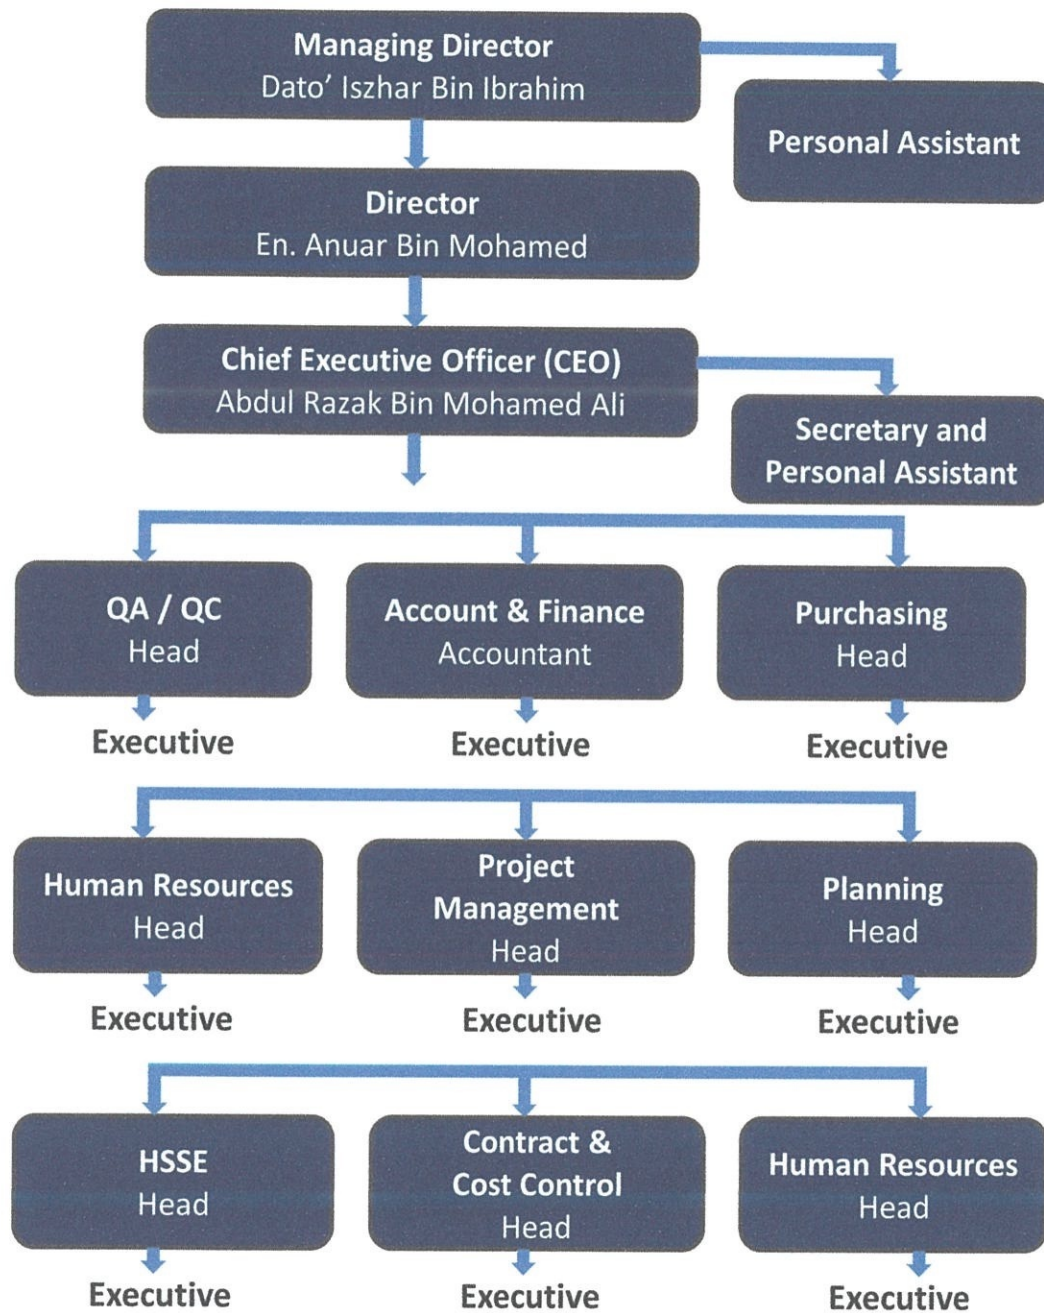 Managing Director
Dato' Iszhar Bin Ibrahim
Personal Assistant
Director
En. Anuar Bin Mohamed
Chief Executive Officer (CEO)
Abdul Razak Bin Mohamed Ali
Secretary and
Personal Assistant
QA / QC
Head
Account & Finance
Accountant
Purchasing
Head
Executive
Executive
Executive
Human Resources
Head
Project
Management
Head
Planning
Head
Executive
Executive
Executive
HSSE
Head
Contract &
Cost Control
Head
Human Resources
Head
Executive
Executive
Executive